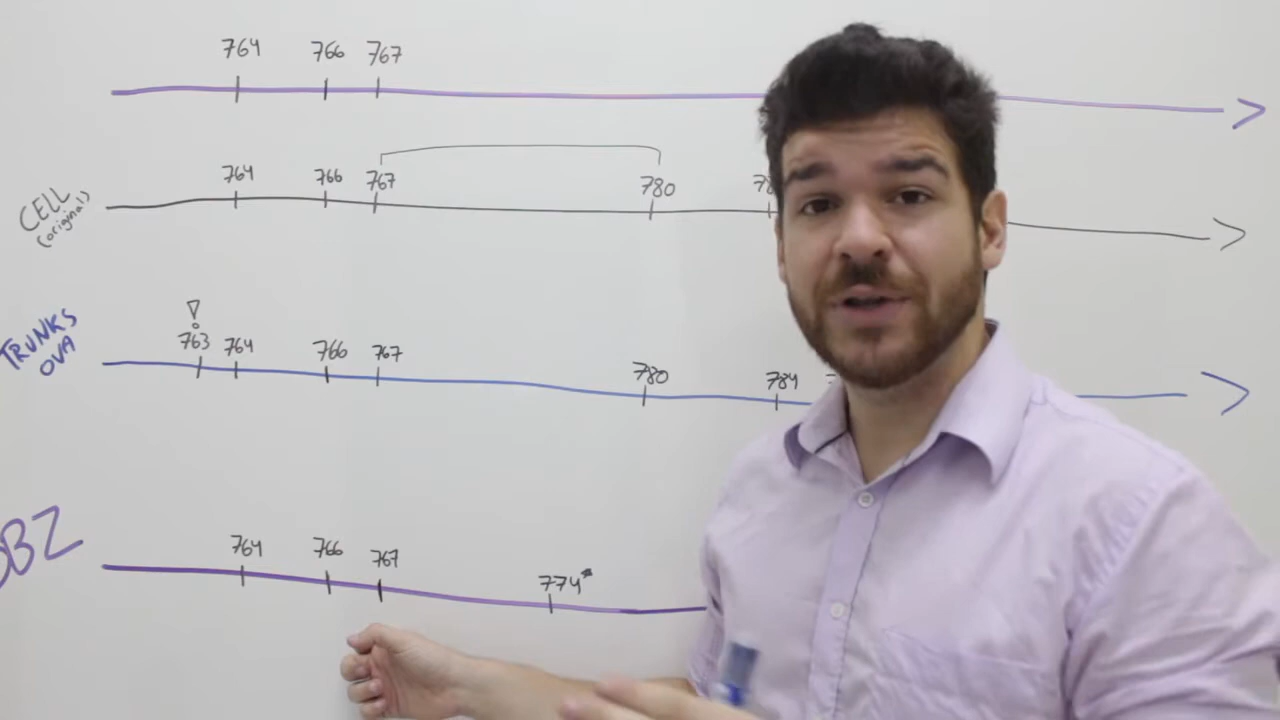 764 766 767
CELL
(original)
764 766 767 780
TRUNKS
OVA
763 764 766 767 780 784
DBZ
764 766 767 774*